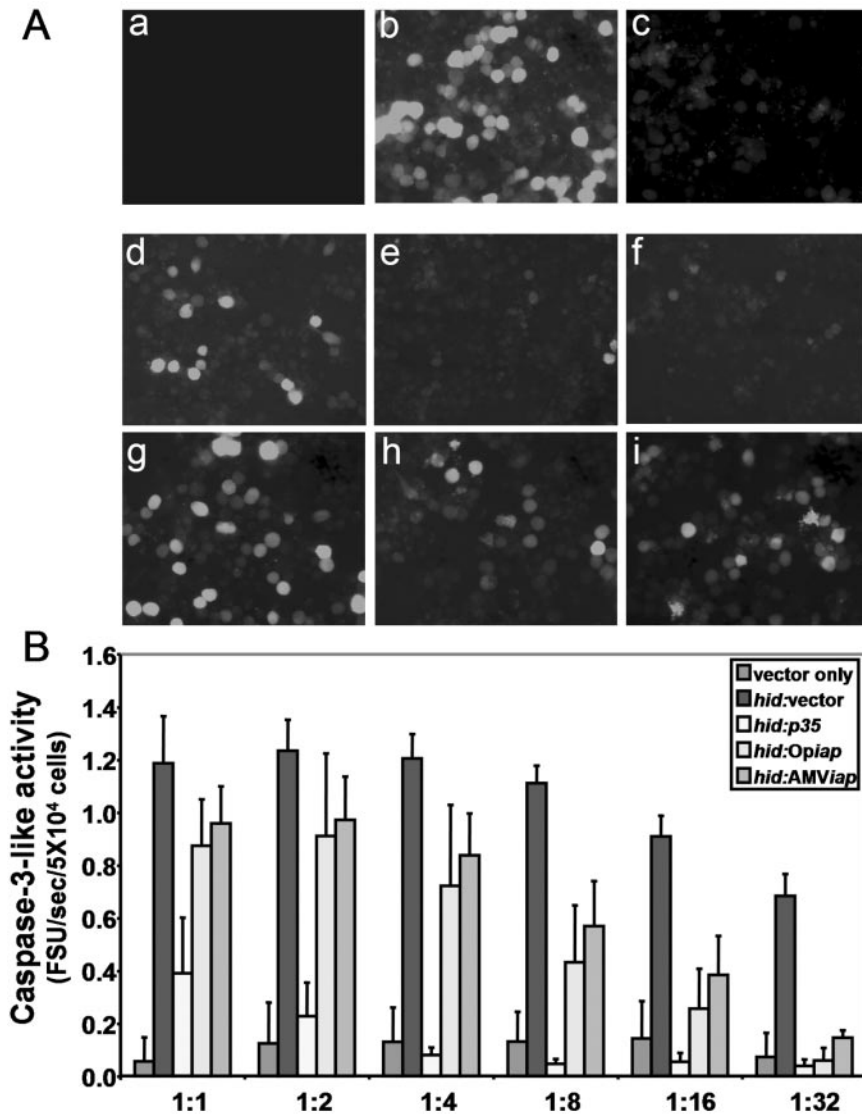 A
a
b
c
d
e
f
g
h
i
B
Caspase-3-like activity
(FSU/sec/5X10⁴ cells)
1.6
1.4
1.2
1.0
0.8
0.6
0.4
0.2
0.0
vector only
hid:vector
hid:p35
hid:Opiap
hid:AMViap
1:1 1:2 1:4 1:8 1:16 1:32